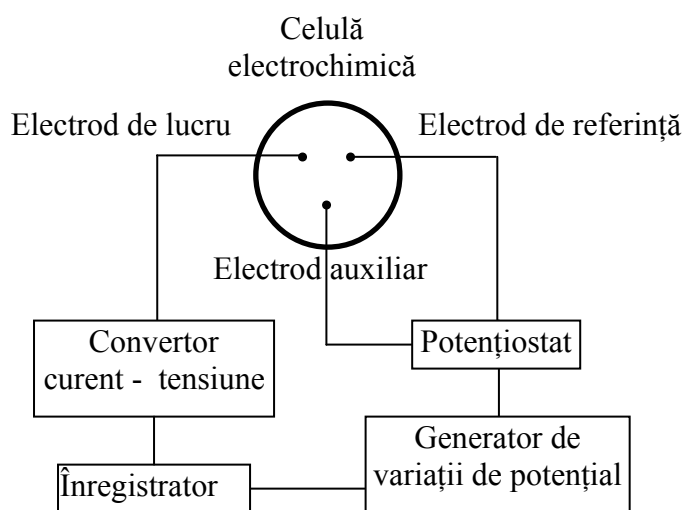 Celulă
electrochimică
Electrod de lucru
Electrod de referință
Electrod auxiliar
Convertor
curent - tensiune
Potențiostat
Generator de
variații de potențial
Înregistrator